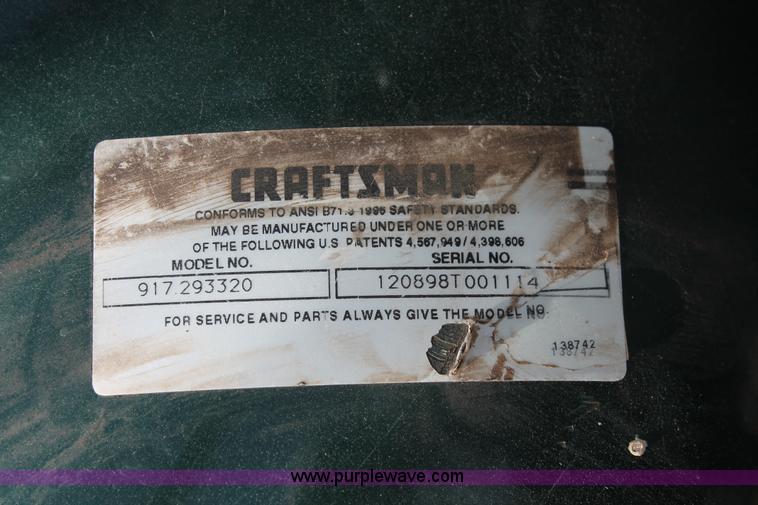 CRAFTSMAN
CONFORMS TO ANSI B71.3 1995 SAFETY STANDARDS.
MAY BE MANUFACTURED UNDER ONE OR MORE
OF THE FOLLOWING U.S. PATENTS 4,567,949 / 4,398,606
MODEL NO. SERIAL NO.
917.293320 120898T001114
FOR SERVICE AND PARTS ALWAYS GIVE THE MODEL NO.
138742
www.purplewave.com